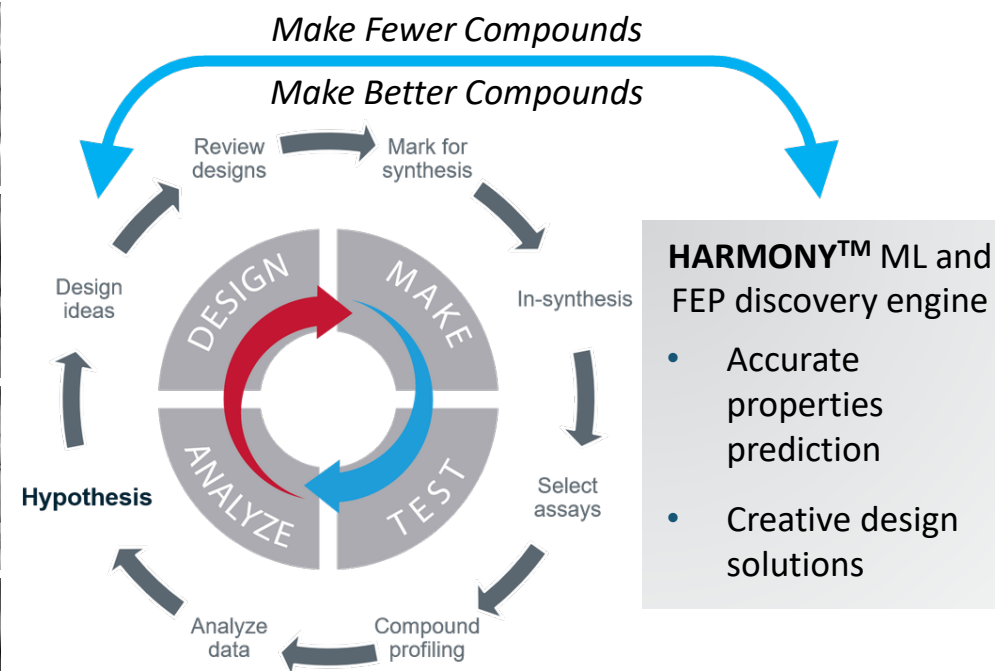 Make Fewer Compounds
Make Better Compounds
Review
designs
Mark for
synthesis
Design
ideas
In-synthesis
DESIGN
MAKE
ANALYZE
TEST
Hypothesis
Select
assays
Analyze
data
Compound
profiling
HARMONY™ ML and
FEP discovery engine
• Accurate
properties
prediction
• Creative design
solutions